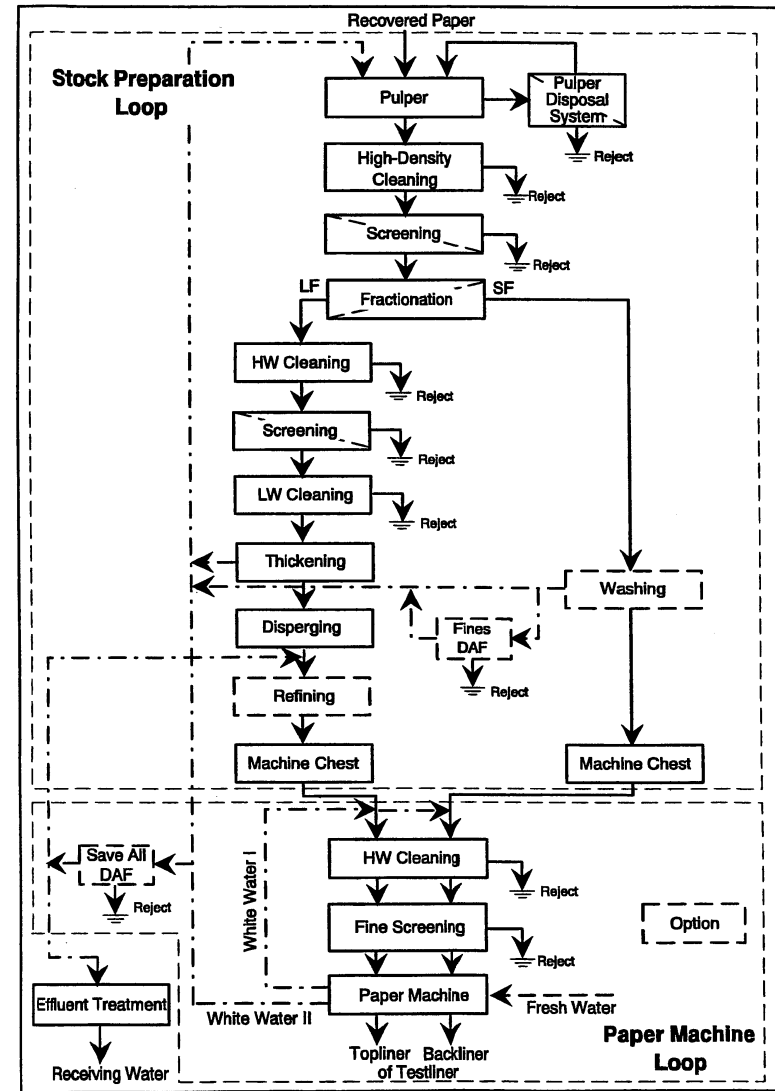 Recovered Paper
Stock Preparation
Loop
Pulper
Pulper
Disposal
System
Reject
High-Density
Cleaning
Reject
Screening
Reject
LF
Fractionation
SF
HW Cleaning
Reject
Screening
Reject
LW Cleaning
Reject
Thickening
Washing
Disperging
Fines
DAF
Reject
Refining
Machine Chest
Machine Chest
Save All
DAF
Reject
White Water I
HW Cleaning
Reject
Option
Fine Screening
Reject
Effluent Treatment
Receiving Water
White Water II
Paper Machine
Fresh Water
Topliner Backliner
of Testliner
Paper Machine
Loop